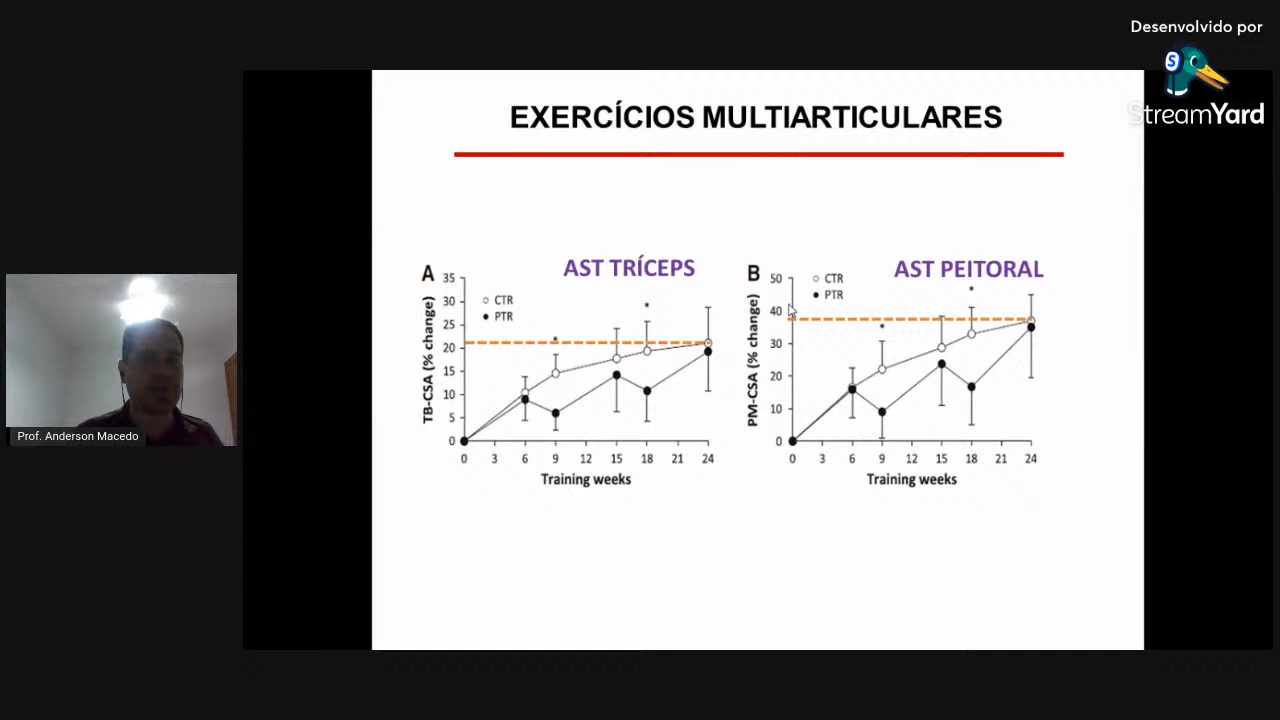 Desenvolvido por
StreamYard
EXERCÍCIOS MULTIARTICULARES
A
AST TRÍCEPS
35
30
25
20
15
10
5
0
TB-CSA (% change)
CTR
PTR
*
*
0 3 6 9 12 15 18 21 24
Training weeks
B
AST PEITORAL
50
40
30
20
10
0
PM-CSA (% change)
CTR
PTR
*
*
0 3 6 9 12 15 18 21 24
Training weeks
Prof. Anderson Macedo